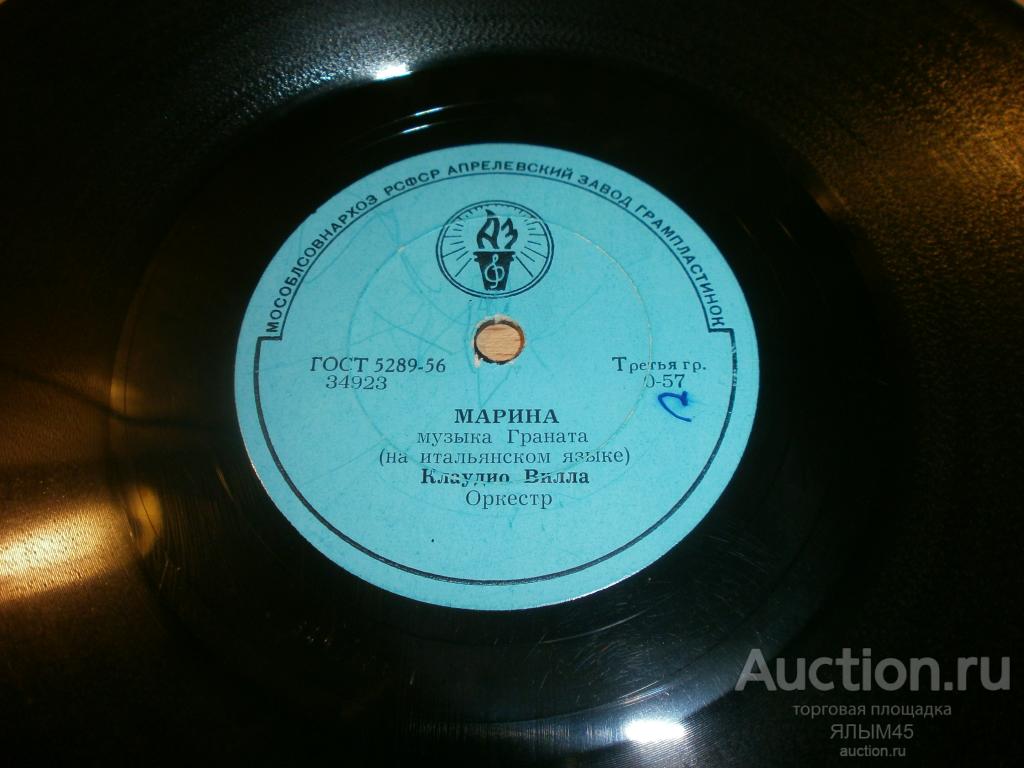 МОСОБЛСОВНАРХОЗ РСФСР АПРЕЛЕВСКИЙ ЗАВОД ГРАМПЛАСТИНОК
АЗ
ГОСТ 5289-56
34923
Третья гр.
0-57
2
МАРИНА
музыка Граната
(на итальянском языке)
Клаудио Вилла
Оркестр
Auction.ru
торговая площадка
ЯЛЫМ45
auction.ru